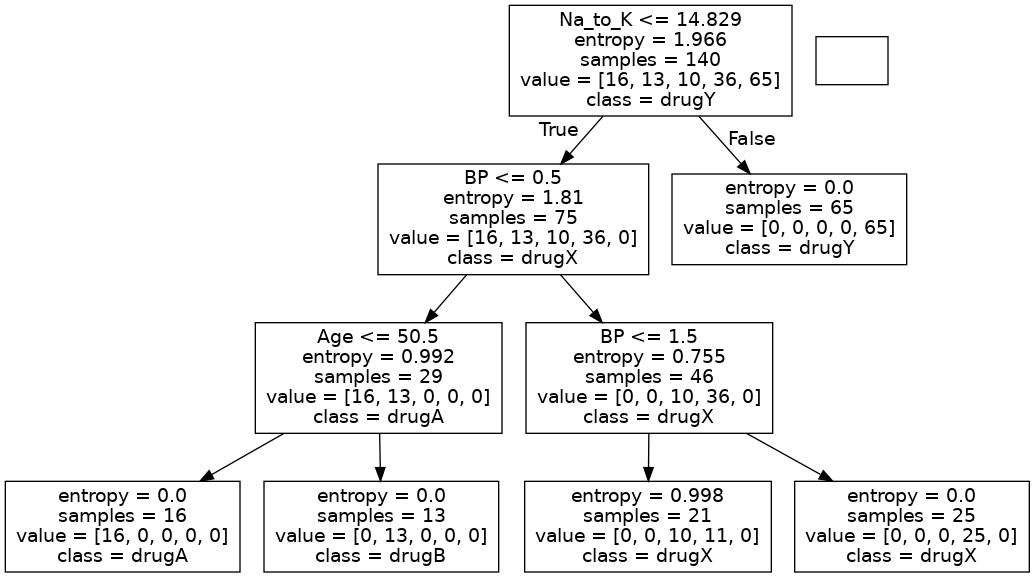 Na_to_K <= 14.829
entropy = 1.966
samples = 140
value = [16, 13, 10, 36, 65]
class = drugY
True
False
BP <= 0.5
entropy = 1.81
samples = 75
value = [16, 13, 10, 36, 0]
class = drugX
entropy = 0.0
samples = 65
value = [0, 0, 0, 0, 65]
class = drugY
Age <= 50.5
entropy = 0.992
samples = 29
value = [16, 13, 0, 0, 0]
class = drugA
BP <= 1.5
entropy = 0.755
samples = 46
value = [0, 0, 10, 36, 0]
class = drugX
entropy = 0.0
samples = 16
value = [16, 0, 0, 0, 0]
class = drugA
entropy = 0.0
samples = 13
value = [0, 13, 0, 0, 0]
class = drugB
entropy = 0.998
samples = 21
value = [0, 0, 10, 11, 0]
class = drugX
entropy = 0.0
samples = 25
value = [0, 0, 0, 25, 0]
class = drugX